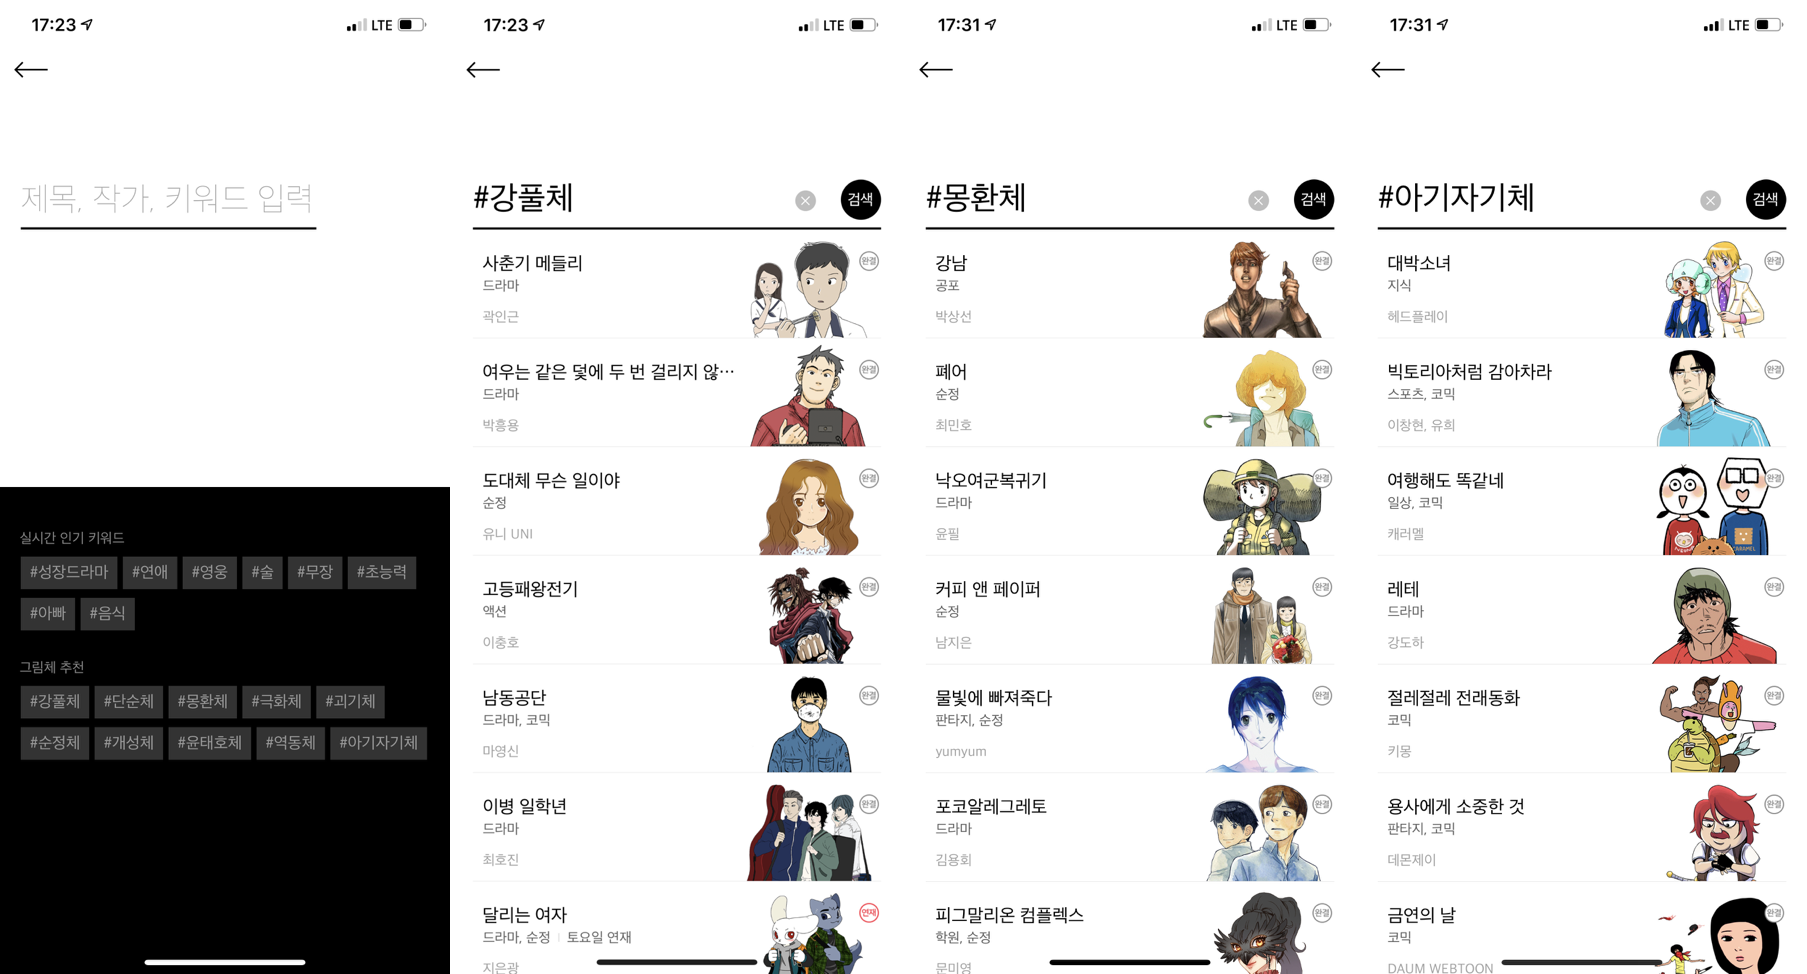 17:23
LTE
제목, 작가, 키워드 입력
실시간 인기 키워드
#성장드라마 #연애 #영웅 #술 #무장 #초능력
#아빠 #음식
그림체 추천
#강풀체 #단순체 #몽환체 #극화체 #괴기체
#순정체 #개성체 #윤태호체 #역동체 #아기자기체
17:23
LTE
#강풀체
검색
사춘기 메들리
완결
드라마
곽인근
여우는 같은 덫에 두 번 걸리지 않…
완결
드라마
박흥용
도대체 무슨 일이야
완결
순정
유니 UNI
고등패왕전기
완결
액션
이충호
남동공단
완결
드라마, 코믹
마영신
이병 일학년
완결
드라마
최호진
달리는 여자
연재
드라마, 순정 | 토요일 연재
지은광
17:31
LTE
#몽환체
검색
강남
완결
공포
박상선
폐어
완결
순정
최민호
낙오여군복귀기
완결
드라마
윤필
커피 앤 페이퍼
완결
순정
남지은
물빛에 빠져죽다
완결
판타지, 순정
yumyum
포코알레그레토
완결
드라마
김용회
피그말리온 컴플렉스
완결
학원, 순정
문미영
17:31
LTE
#아기자기체
검색
대박소녀
완결
지식
헤드플레이
빅토리아처럼 감아차라
완결
스포츠, 코믹
이창현, 유희
여행해도 똑같네
완결
일상, 코믹
캐러멜
레테
완결
드라마
강도하
절레절레 전래동화
완결
코믹
키몽
용사에게 소중한 것
완결
판타지, 코믹
데몬제이
금연의 날
완결
코믹
DAUM WEBTOON